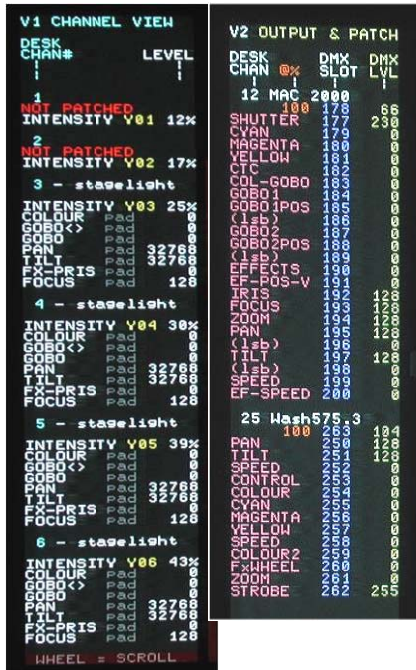 V1 CHANNEL VIEW
DESK
CHAN# LEVEL
1
NOT PATCHED
INTENSITY Y01 12%
2
NOT PATCHED
INTENSITY Y02 17%
3 - stagelight
INTENSITY Y03 25%
COLOUR pad 0
GOBO<> pad 0
GOBO pad 0
PAN pad 32768
TILT pad 32768
FX-PRIS pad 0
FOCUS pad 128
4 - stagelight
INTENSITY Y04 30%
COLOUR pad 0
GOBO<> pad 0
GOBO pad 0
PAN pad 32768
TILT pad 32768
FX-PRIS pad 0
FOCUS pad 128
5 - stagelight
INTENSITY Y05 39%
COLOUR pad 0
GOBO<> pad 0
GOBO pad 0
PAN pad 32768
TILT pad 32768
FX-PRIS pad 0
FOCUS pad 128
6 - stagelight
INTENSITY Y06 43%
COLOUR pad 0
GOBO<> pad 0
GOBO pad 0
PAN pad 32768
TILT pad 32768
FX-PRIS pad 0
FOCUS pad 128
WHEEL = SCROLL
V2 OUTPUT & PATCH
DESK DMX DMX
CHAN @% SLOT LVL
12 MAC 2000
100 178 66
SHUTTER 177 230
CYAN 179 0
MAGENTA 180 0
YELLOW 181 0
CTC 182 0
COL-GOBO 183 0
GOBO1 184 0
GOBO1POS 185 0
(lsb) 186 0
GOBO2 187 0
GOBO2POS 188 0
(lsb) 189 0
EFFECTS 190 0
EF-POS-V 191 0
IRIS 192 128
FOCUS 193 128
ZOOM 194 128
PAN 195 128
(lsb) 196 0
TILT 197 128
(lsb) 198 0
SPEED 199 0
EF-SPEED 200 0
25 Wash575.3
100 263 104
PAN 250 128
TILT 251 128
SPEED 252 0
CONTROL 253 0
COLOUR 254 0
CYAN 255 0
MAGENTA 256 0
YELLOW 257 0
SPEED 258 0
COLOUR2 259 0
FxWHEEL 260 0
ZOOM 261 0
STROBE 262 255